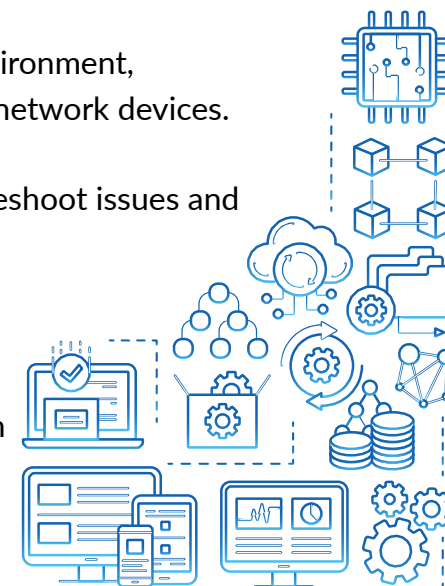 ironment,
network devices.
eshoot issues and
n